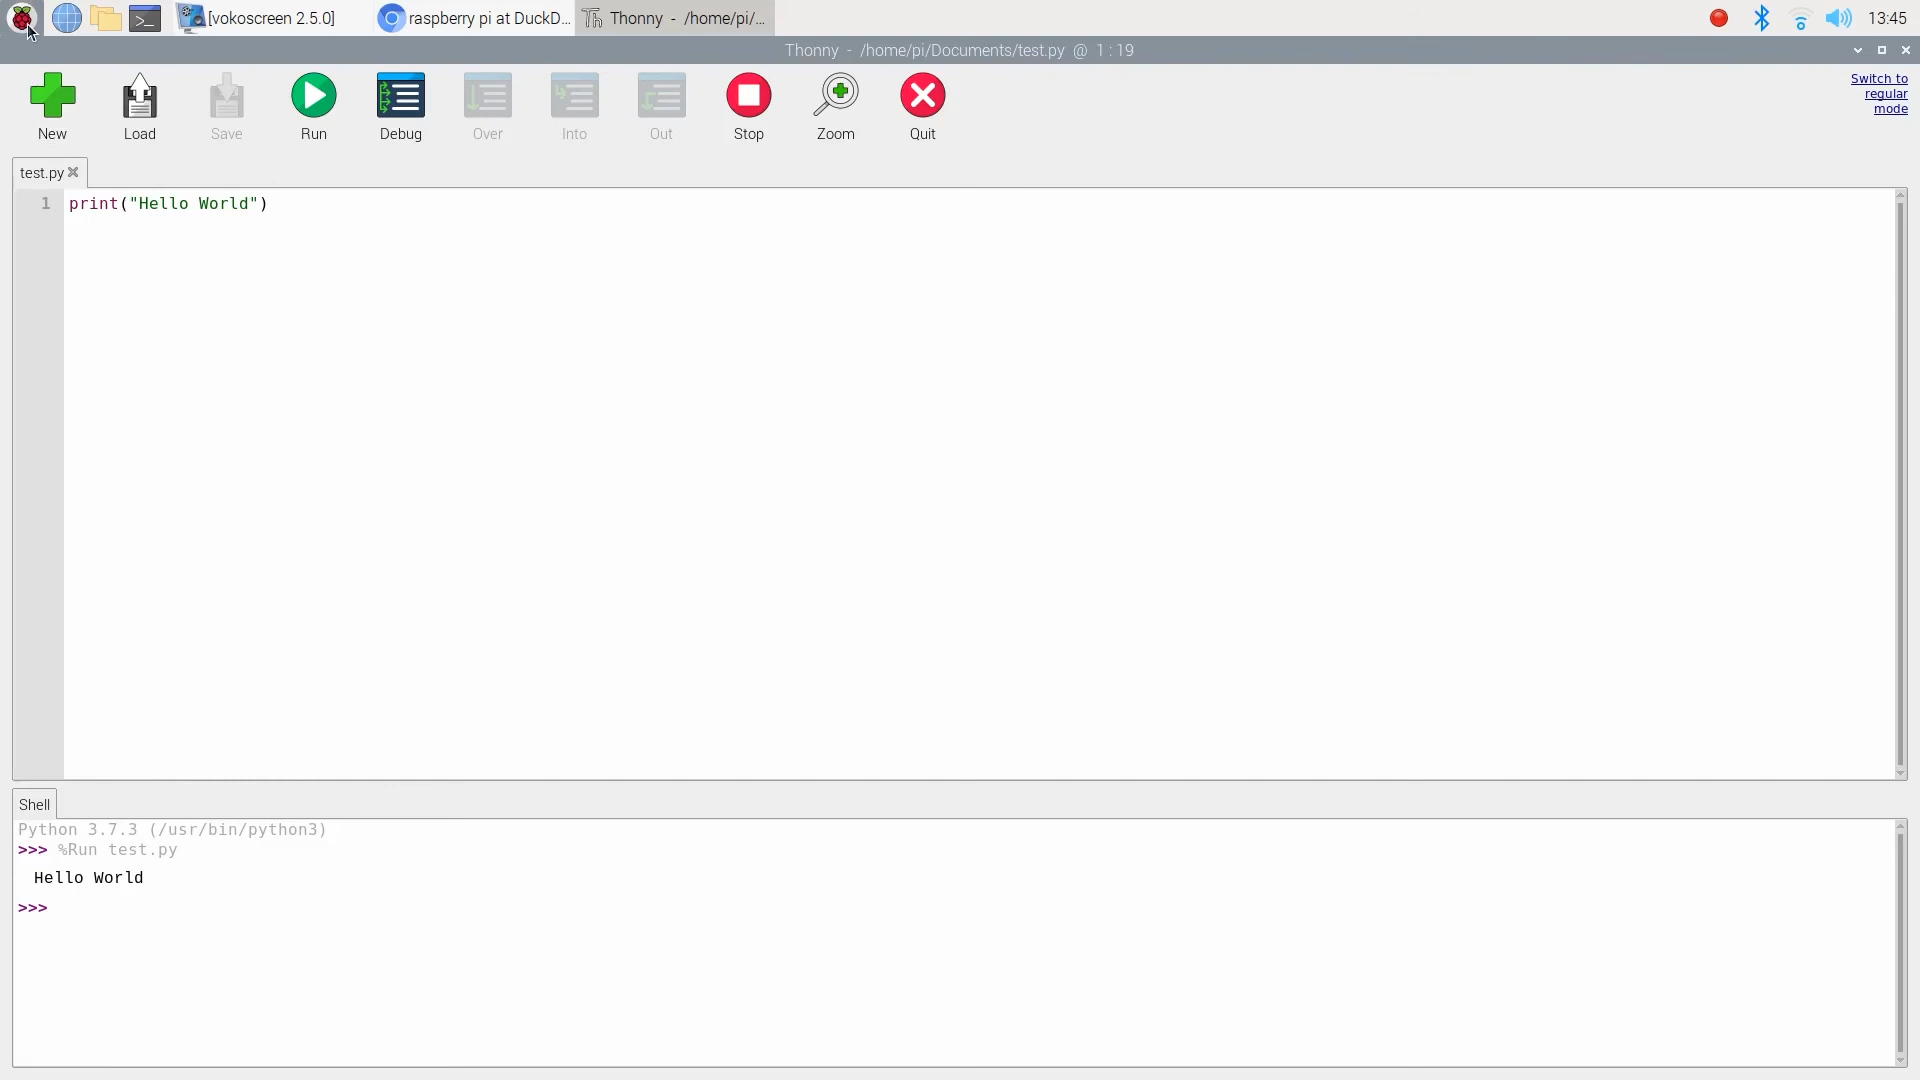 [vokoscreen 2.5.0] raspberry pi at DuckD... Thonny - /home/pi/... 13:45
Thonny - /home/pi/Documents/test.py @ 1 : 19
New Load Save Run Debug Over Into Out Stop Zoom Quit
Switch to
regular
mode
test.py
1 print("Hello World")
Shell
Python 3.7.3 (/usr/bin/python3)
>>> %Run test.py
Hello World
>>>